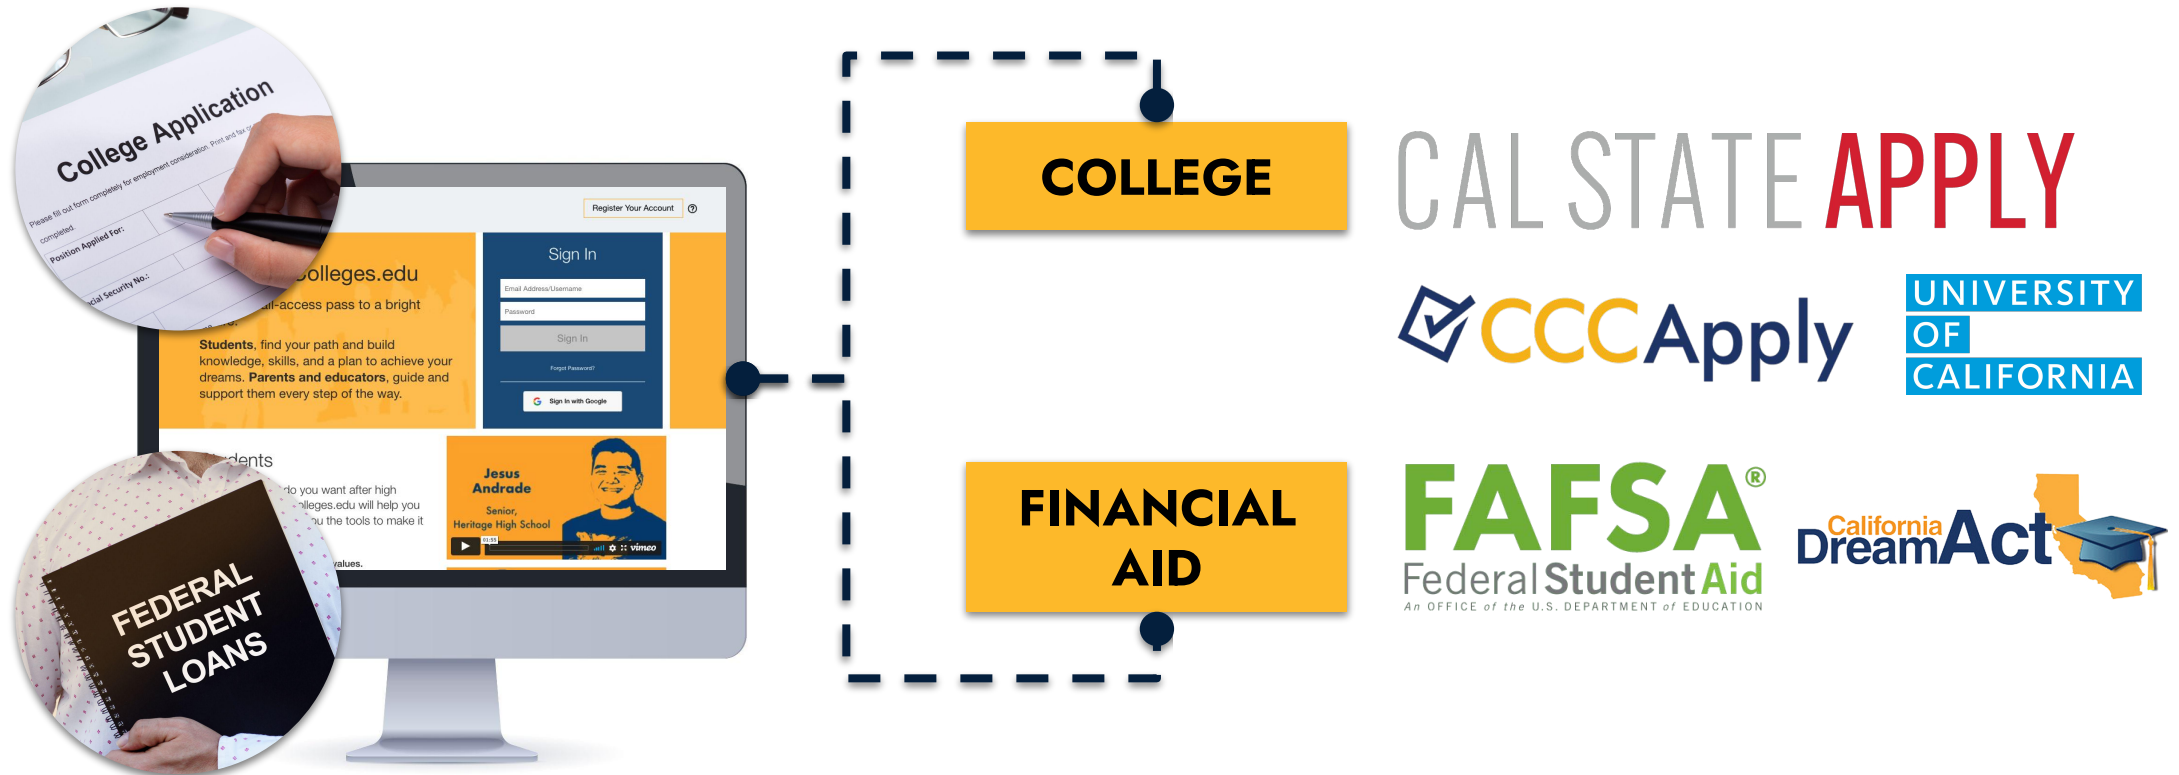 College Application
Please fill out form completely for employment consideration. Print and fax
completed.
Position Applied For:
cial Security No.:
Register Your Account
Colleges.edu
all-access pass to a bright
Students, find your path and build
knowledge, skills, and a plan to achieve your
dreams. Parents and educators, guide and
support them every step of the way.
Sign In
Email Address/Username
Password
Sign In
Forgot Password?
Sign In with Google
dents
do you want after high
lleges.edu will help you
u the tools to make it
values.
Jesus
Andrade
Senior,
Heritage High School
01:55
vimeo
FEDERAL
STUDENT
LOANS
COLLEGE
CAL STATE APPLY
CCCApply
UNIVERSITY
OF
CALIFORNIA
FINANCIAL
AID
FAFSA®
Federal Student Aid
An OFFICE of the U.S. DEPARTMENT of EDUCATION
California
DreamAct